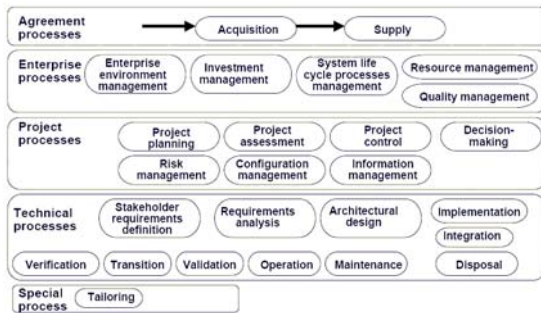 Agreement processes
Acquisition
Supply
Enterprise processes
Enterprise environment management
Investment management
System life cycle processes management
Resource management
Quality management
Project processes
Project planning
Project assessment
Project control
Decision-making
Risk management
Configuration management
Information management
Technical processes
Stakeholder requirements definition
Requirements analysis
Architectural design
Implementation
Integration
Verification
Transition
Validation
Operation
Maintenance
Disposal
Special process
Tailoring